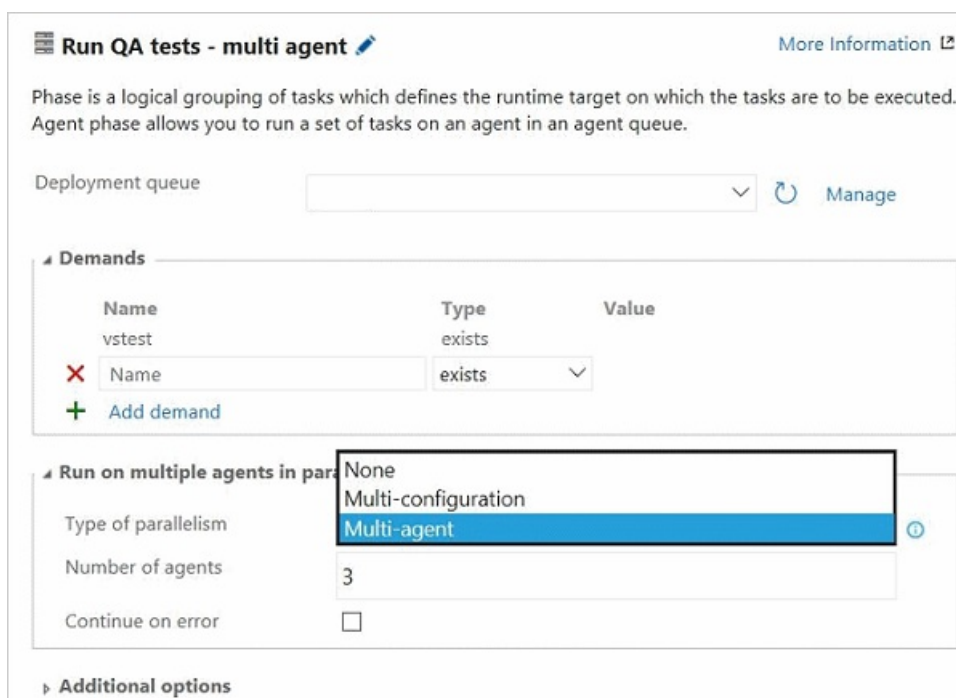 Run QA tests - multi agent
More Information
Phase is a logical grouping of tasks which defines the runtime target on which the tasks are to be executed.
Agent phase allows you to run a set of tasks on an agent in an agent queue.
Deployment queue
Manage
Demands
Name Type Value
vstest exists
Name exists
Add demand
Run on multiple agents in para
None
Multi-configuration
Multi-agent
Type of parallelism
Number of agents 3
Continue on error
Additional options